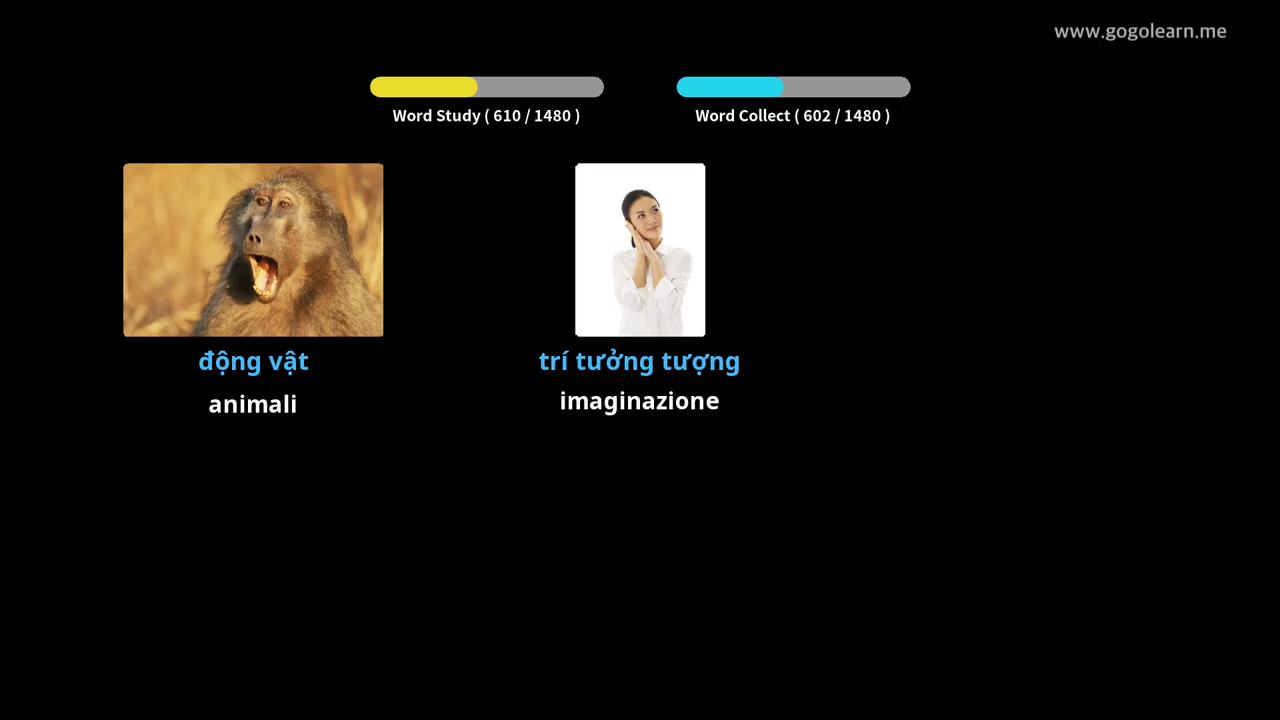 www.gogolearn.me
Word Study ( 610 / 1480 )
Word Collect ( 602 / 1480 )
động vật
animali
trí tưởng tượng
imaginazione